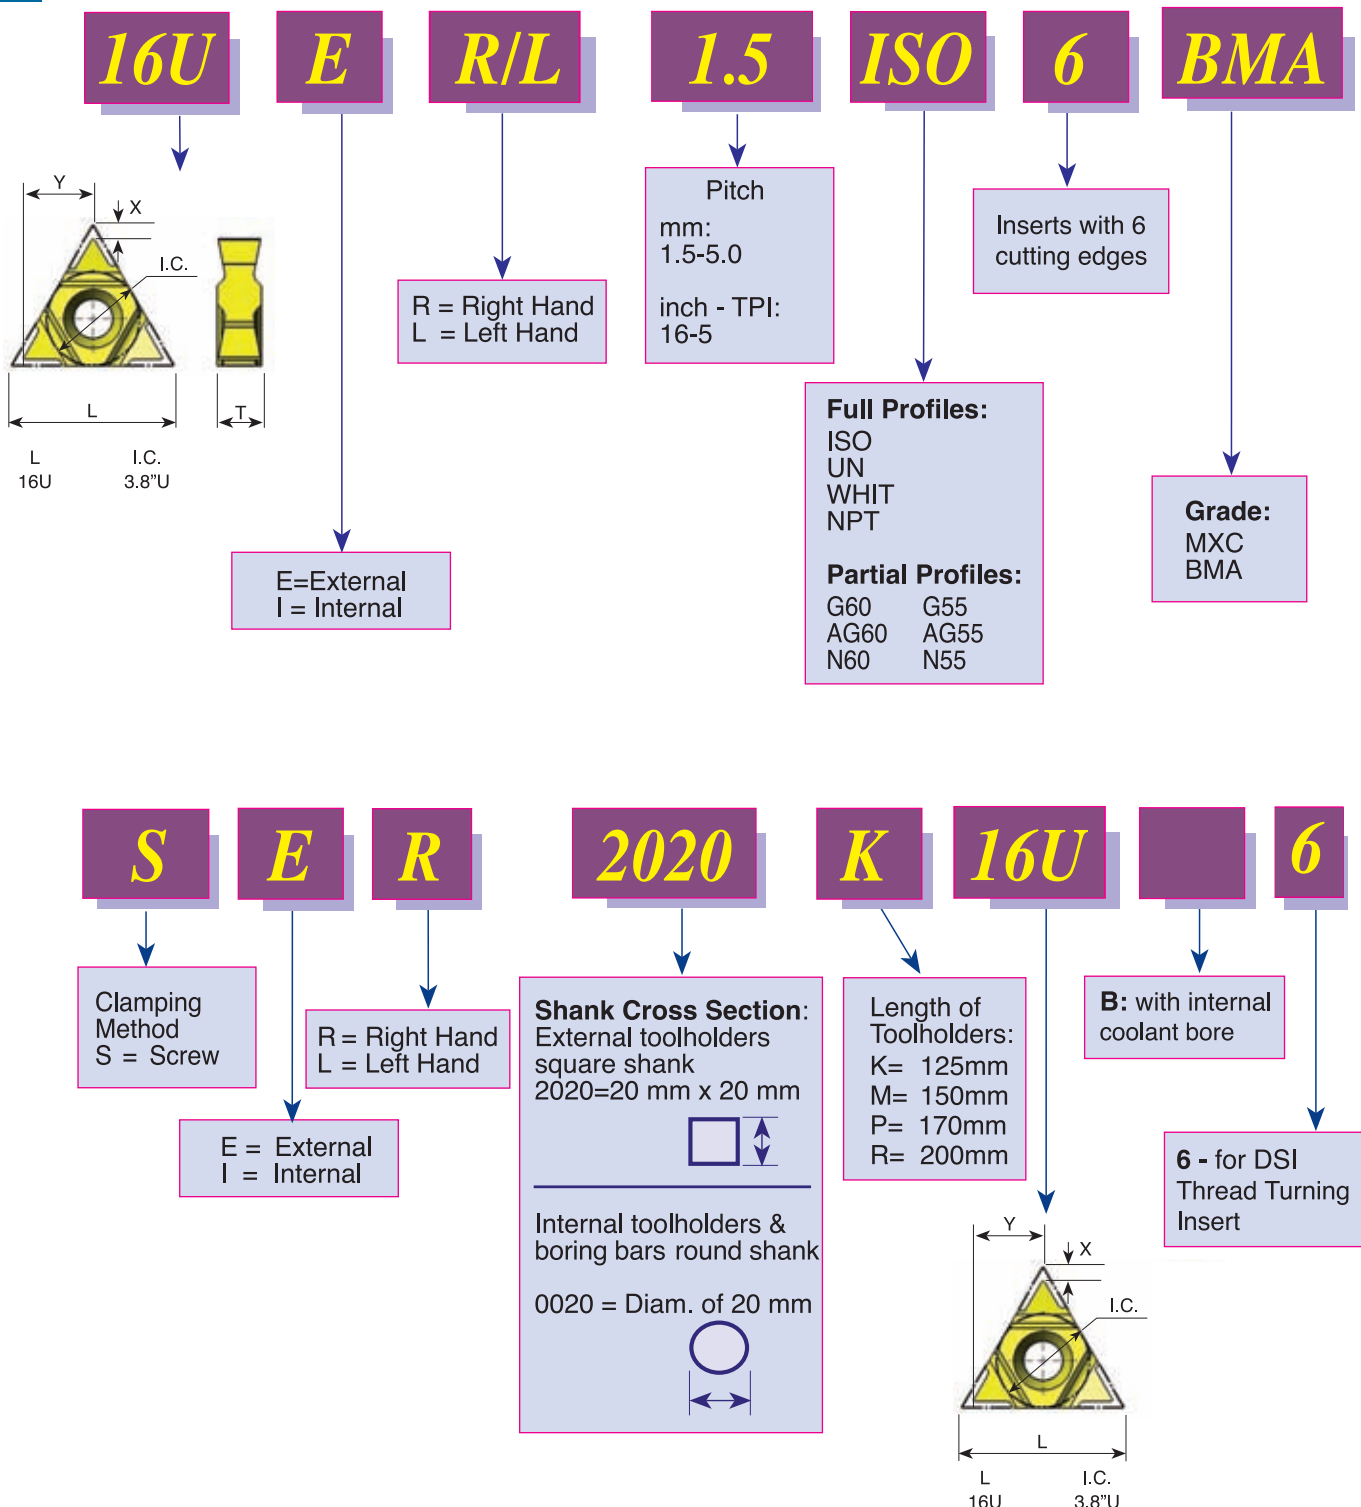 16U E R/L 1.5 ISO 6 BMA
Y
X
I.C.
L
T
L I.C.
16U 3.8”U
E=External
I = Internal
R = Right Hand
L = Left Hand
Pitch
mm:
1.5-5.0
inch - TPI:
16-5
Full Profiles:
ISO
UN
WHIT
NPT
Partial Profiles:
G60 G55
AG60 AG55
N60 N55
Inserts with 6
cutting edges
Grade:
MXC
BMA
S E R 2020 K 16U 6
Clamping
Method
S = Screw
E = External
I = Internal
R = Right Hand
L = Left Hand
Shank Cross Section:
External toolholders
square shank
2020=20 mm x 20 mm
Internal toolholders &
boring bars round shank
0020 = Diam. of 20 mm
Length of
Toolholders:
K= 125mm
M= 150mm
P= 170mm
R= 200mm
Y
X
I.C.
L
L I.C.
16U 3.8”U
B: with internal
coolant bore
6 - for DSI
Thread Turning
Insert